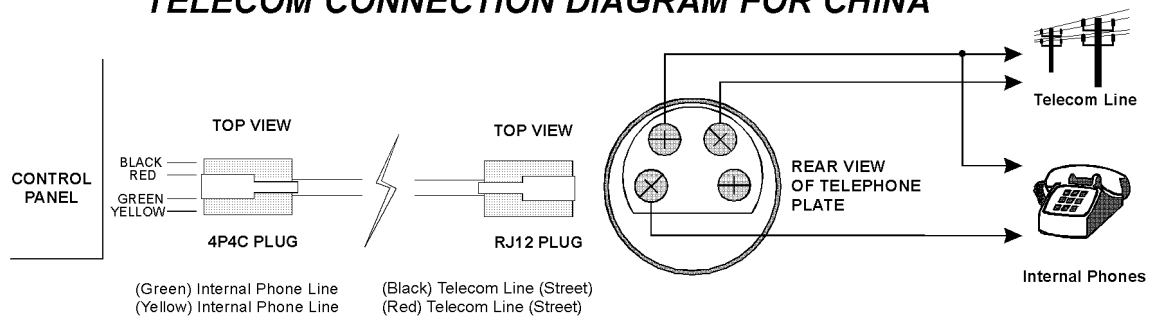 TELECOM CONNECTION DIAGRAM FOR CHINA
Telecom Line
TOP VIEW
TOP VIEW
BLACK
RED
GREEN
YELLOW
CONTROL
PANEL
REAR VIEW
OF TELEPHONE
PLATE
4P4C PLUG
RJ12 PLUG
Internal Phones
(Green) Internal Phone Line
(Yellow) Internal Phone Line
(Black) Telecom Line (Street)
(Red) Telecom Line (Street)